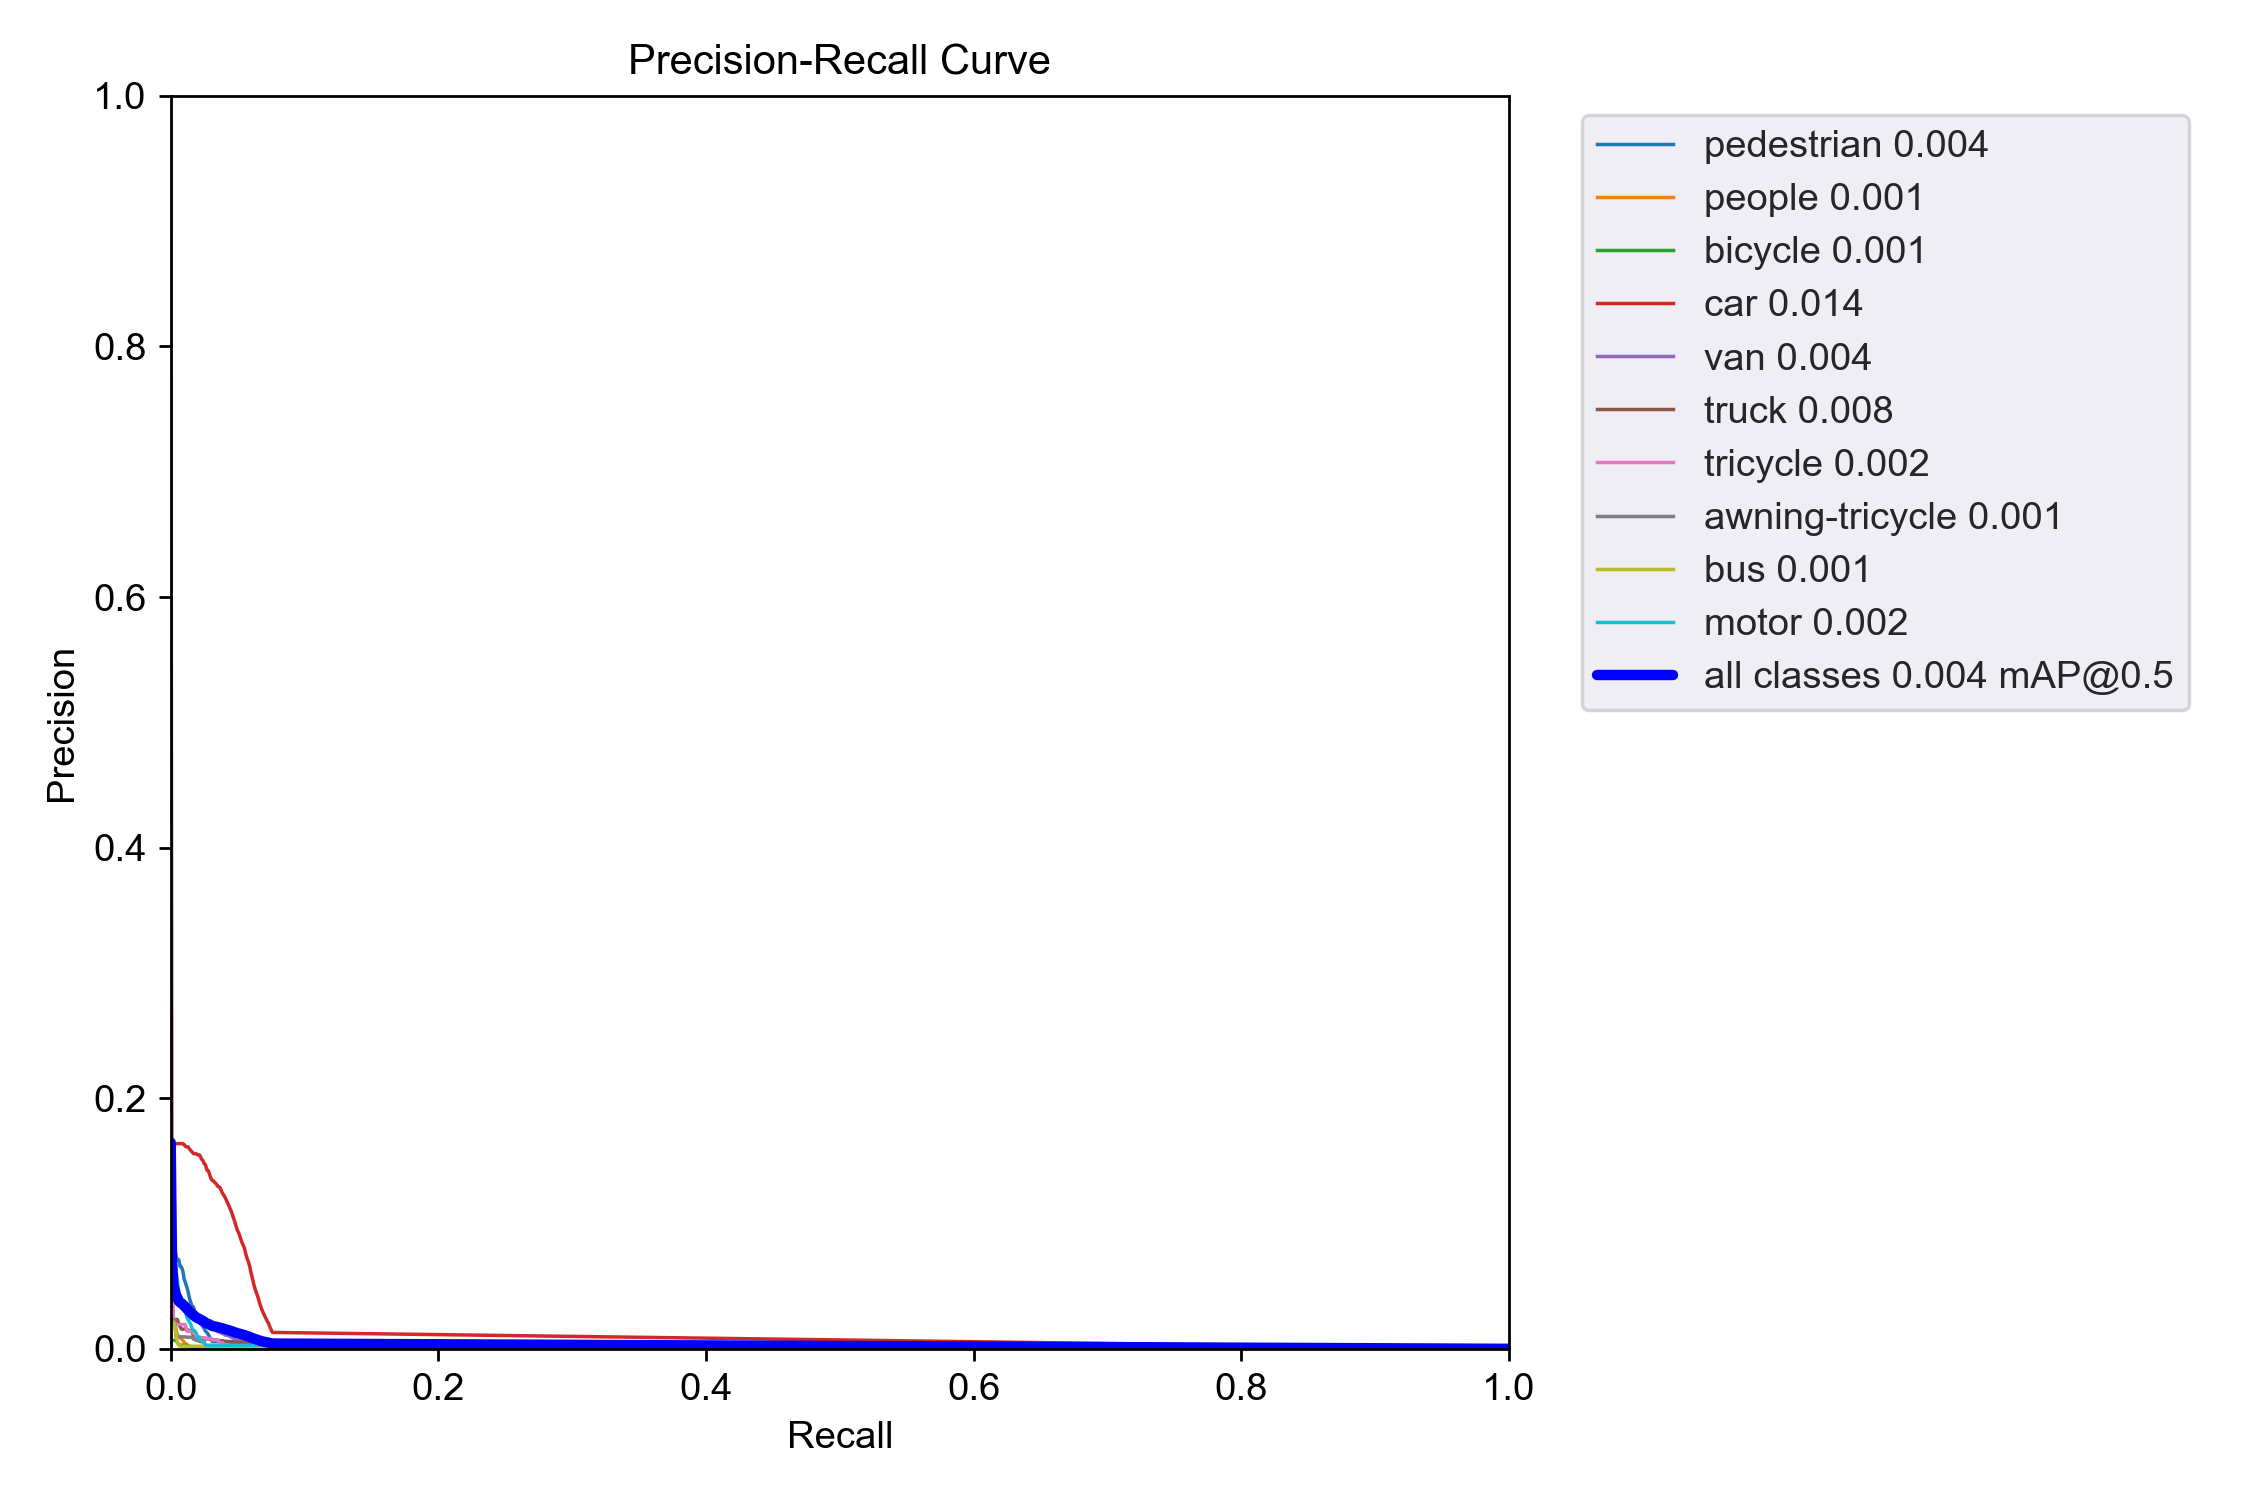 Precision-Recall Curve
1.0
0.8
0.6
0.4
0.2
0.0
Precision
0.0 0.2 0.4 0.6 0.8 1.0
Recall
pedestrian 0.004
people 0.001
bicycle 0.001
car 0.014
van 0.004
truck 0.008
tricycle 0.002
awning-tricycle 0.001
bus 0.001
motor 0.002
all classes 0.004 mAP@0.5